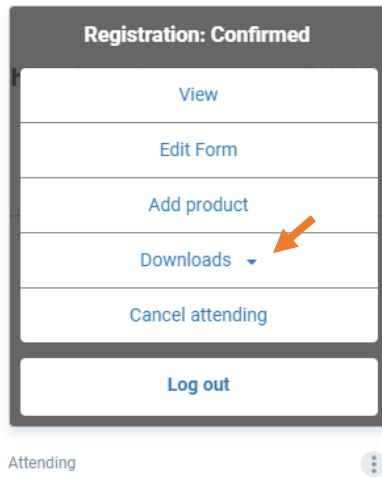 Registration: Confirmed
View
Edit Form
Add product
Downloads
Cancel attending
Log out
Attending